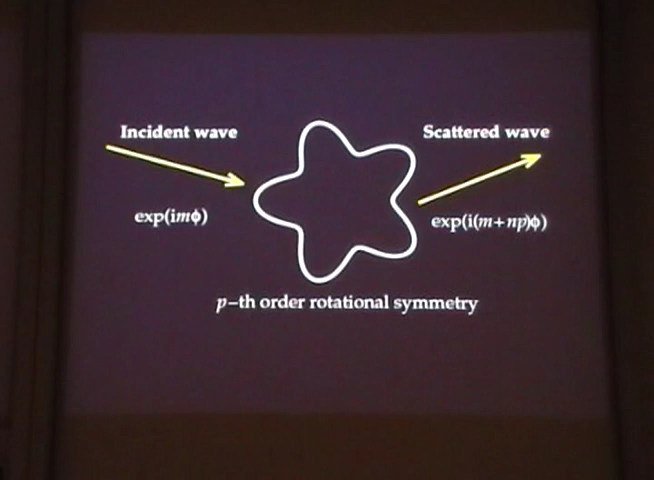 Incident wave
Scattered wave
exp(imϕ)
exp(i(m+np)ϕ)
p–th order rotational symmetry